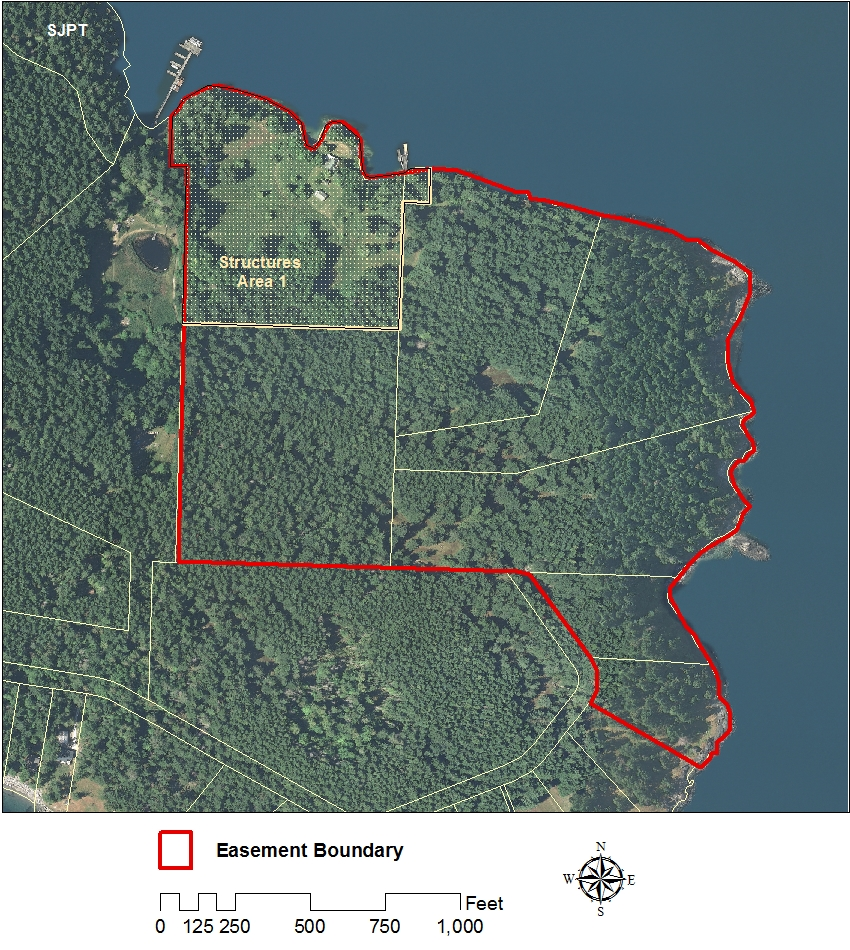 SJPT
Structures
Area 1
Easement Boundary
N
W E
S
Feet
0 125 250 500 750 1,000